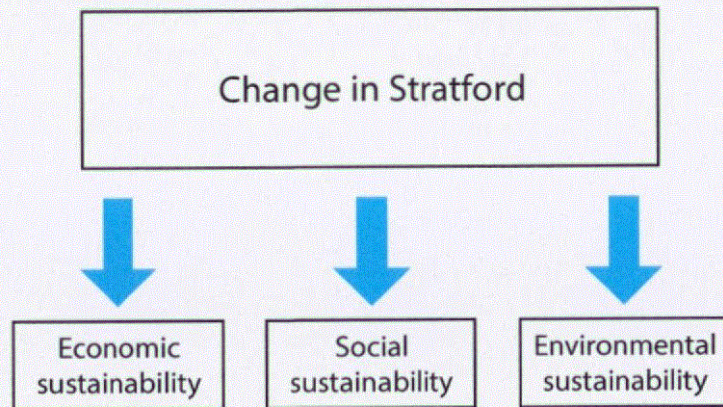 Change in Stratford
Economic
sustainability
Social
sustainability
Environmental
sustainability